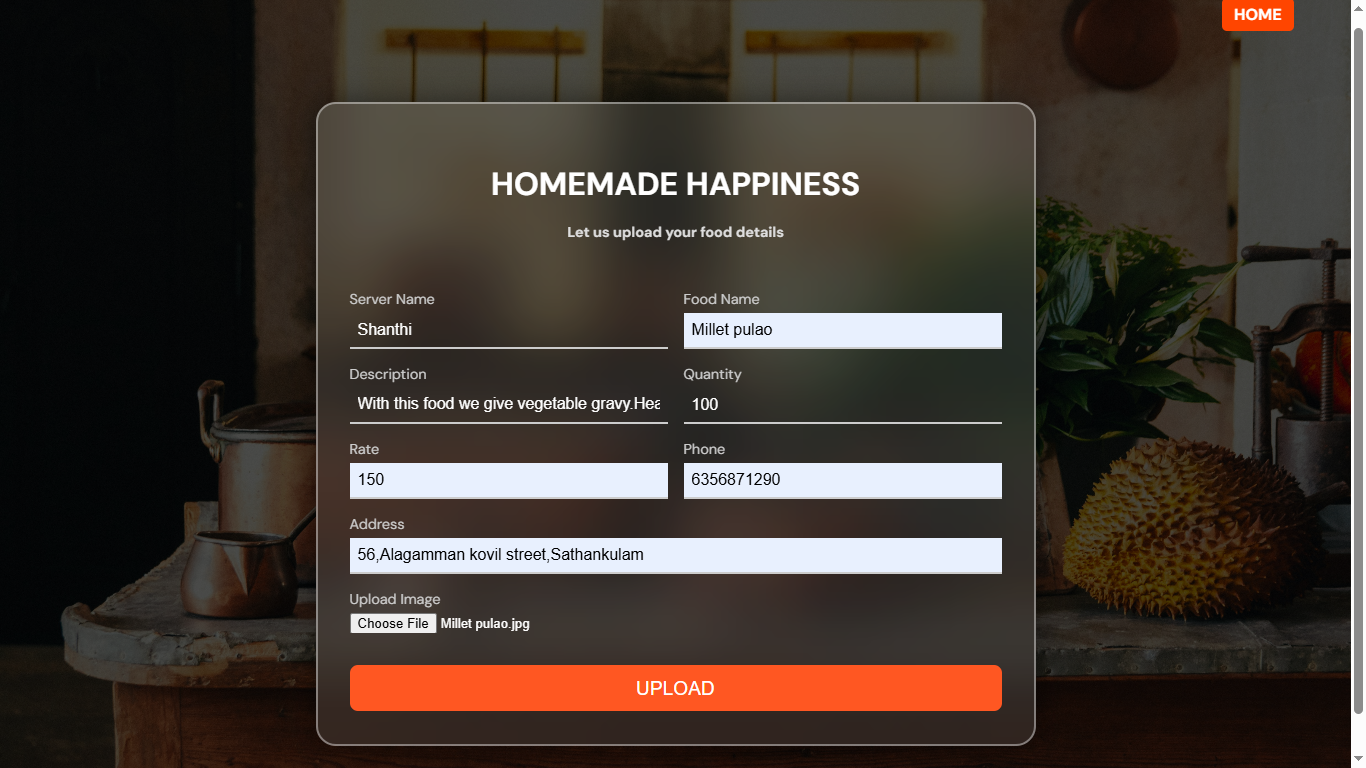 HOME
HOMEMADE HAPPINESS
Let us upload your food details
Server Name
Food Name
Shanthi
Millet pulao
Description
Quantity
With this food we give vegetable gravy.Hea
100
Rate
Phone
150
6356871290
Address
56,Alagamman kovil street,Sathankulam
Upload Image
Choose File Millet pulao.jpg
UPLOAD